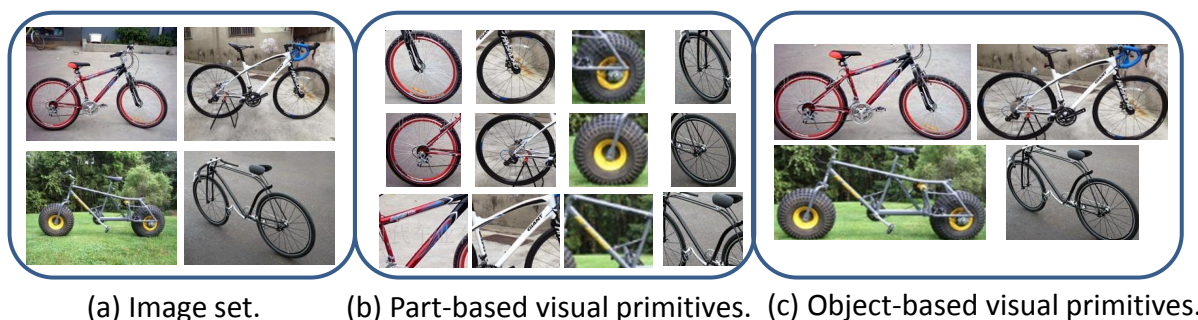 (a) Image set.
(b) Part-based visual primitives.
(c) Object-based visual primitives.